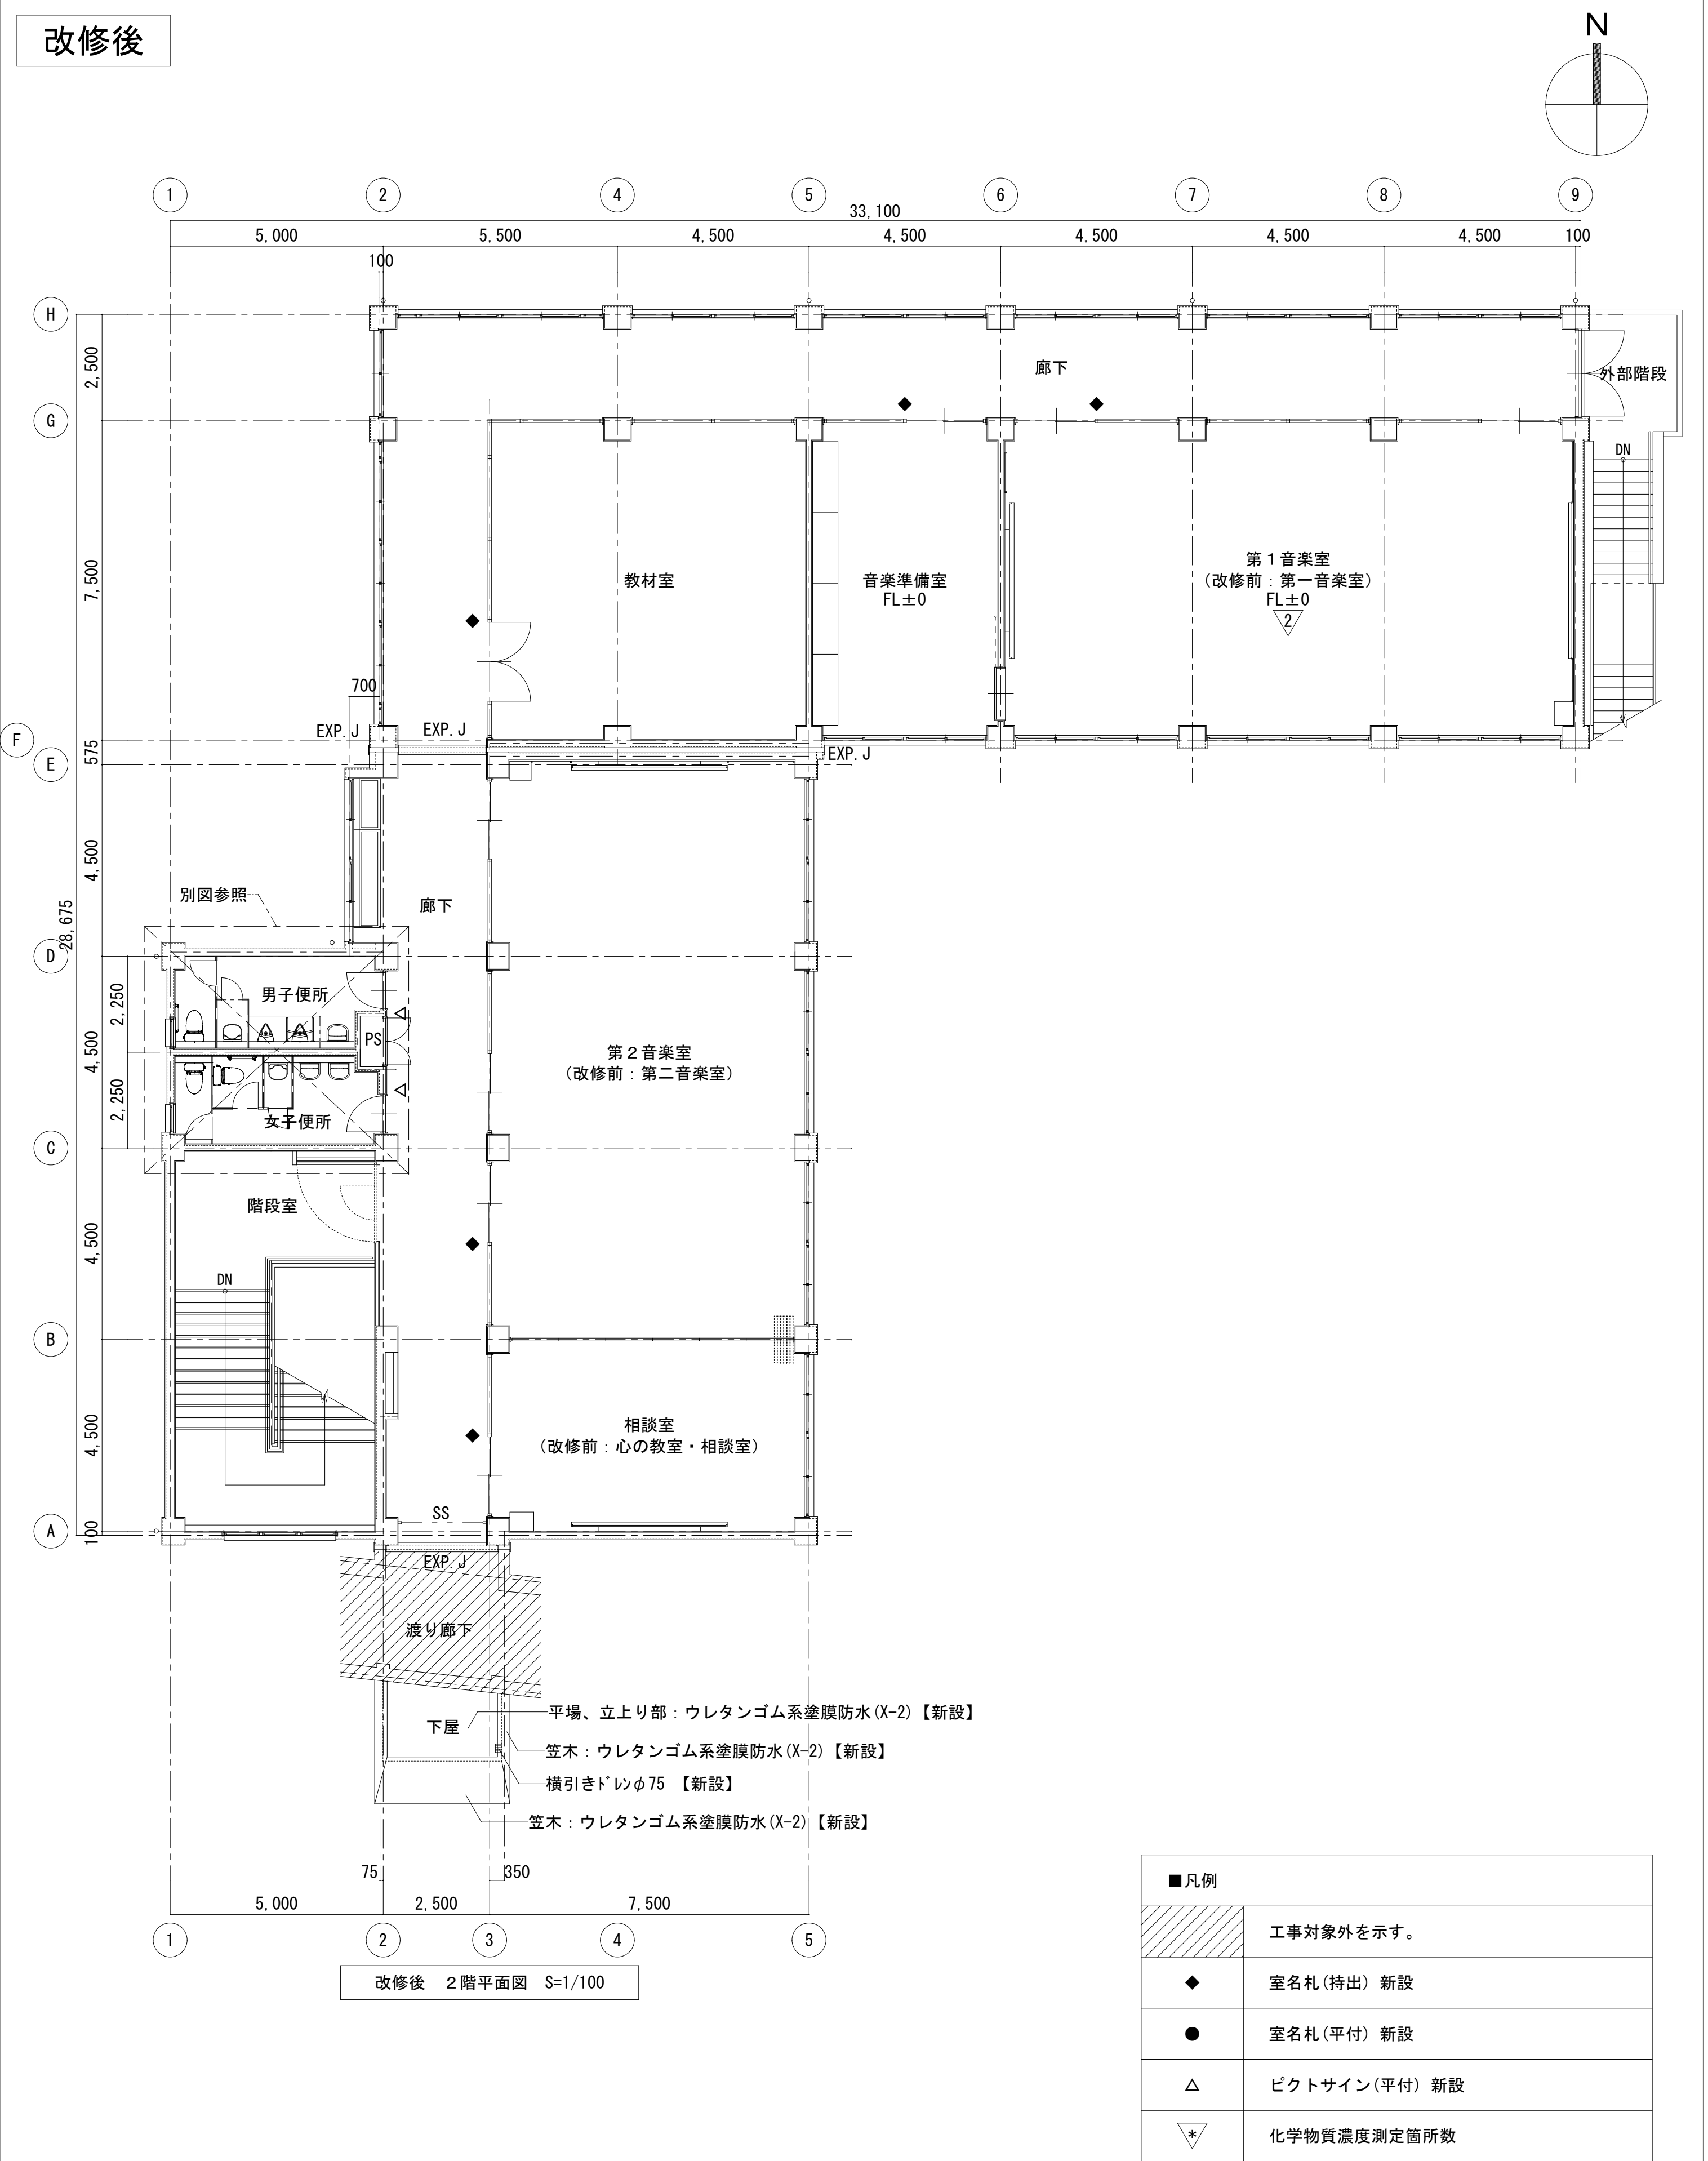 改修後
N
1
2
4
5
6
7
8
9
33,100
5,000
5,500
4,500
4,500
4,500
4,500
4,500
100
100
H
廊下
外部階段
2,500
G
DN
7,500
教材室
音楽準備室
FL±0
第１音楽室
（改修前：第一音楽室）
FL±0
2
700
EXP.J
EXP.J
EXP.J
F
575
E
4,500
別図参照
廊下
28,675
D
2,250
男子便所
PS
4,500
第２音楽室
（改修前：第二音楽室）
2,250
女子便所
C
階段室
4,500
DN
B
4,500
相談室
（改修前：心の教室・相談室）
SS
A
100
EXP.J
渡り廊下
下屋
平場、立上り部：ウレタンゴム系塗膜防水(X-2)【新設】
笠木：ウレタンゴム系塗膜防水(X-2)【新設】
横引きﾄﾞﾚﾝφ75 【新設】
笠木：ウレタンゴム系塗膜防水(X-2)【新設】
75
350
5,000
2,500
7,500
1
2
3
4
5
改修後　２階平面図　S=1/100
■凡例
工事対象外を示す。
◆ 室名札(持出) 新設
● 室名札(平付) 新設
△ ピクトサイン(平付) 新設
* 化学物質濃度測定箇所数